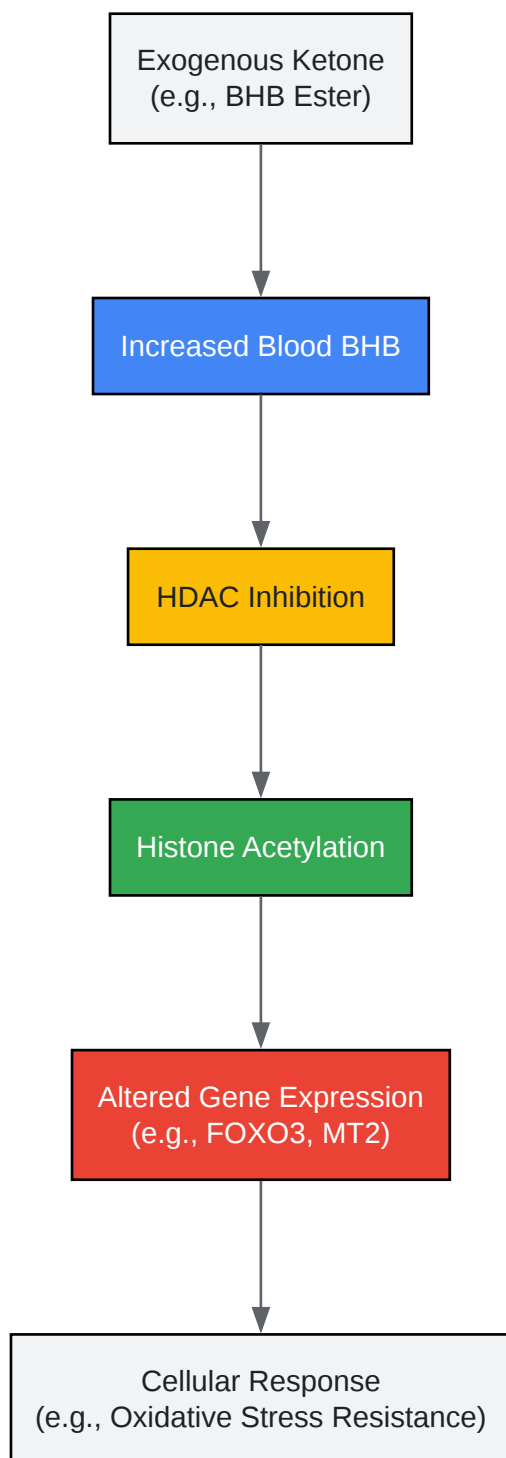 Exogenous Ketone
(e.g., BHB Ester)
Increased Blood BHB
HDAC Inhibition
Histone Acetylation
Altered Gene Expression
(e.g., FOXO3, MT2)
Cellular Response
(e.g., Oxidative Stress Resistance)